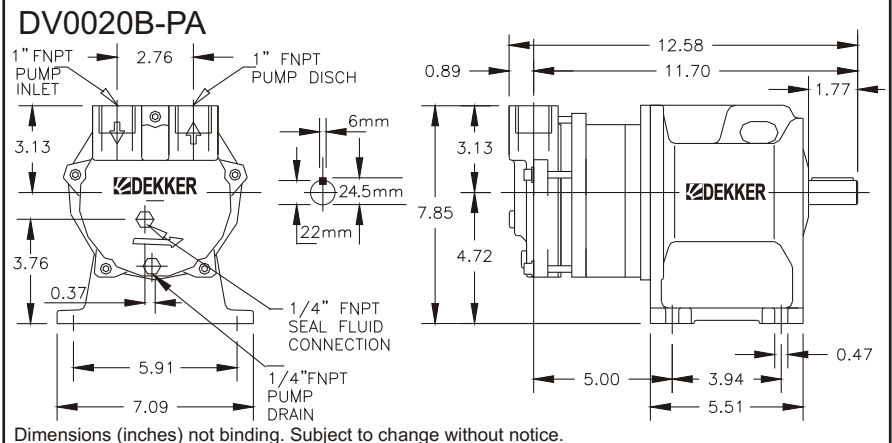 DV0020B-PA
1" FNPT
PUMP
INLET
2.76
1" FNPT
PUMP DISCH
3.13
6mm
24.5mm
22mm
DEKKER
3.76
0.37
1/4" FNPT
SEAL FLUID
CONNECTION
5.91
1/4"FNPT
PUMP
DRAIN
7.09
12.58
0.89
11.70
1.77
3.13
7.85
DEKKER
4.72
0.47
5.00
3.94
5.51
Dimensions (inches) not binding. Subject to change without notice.